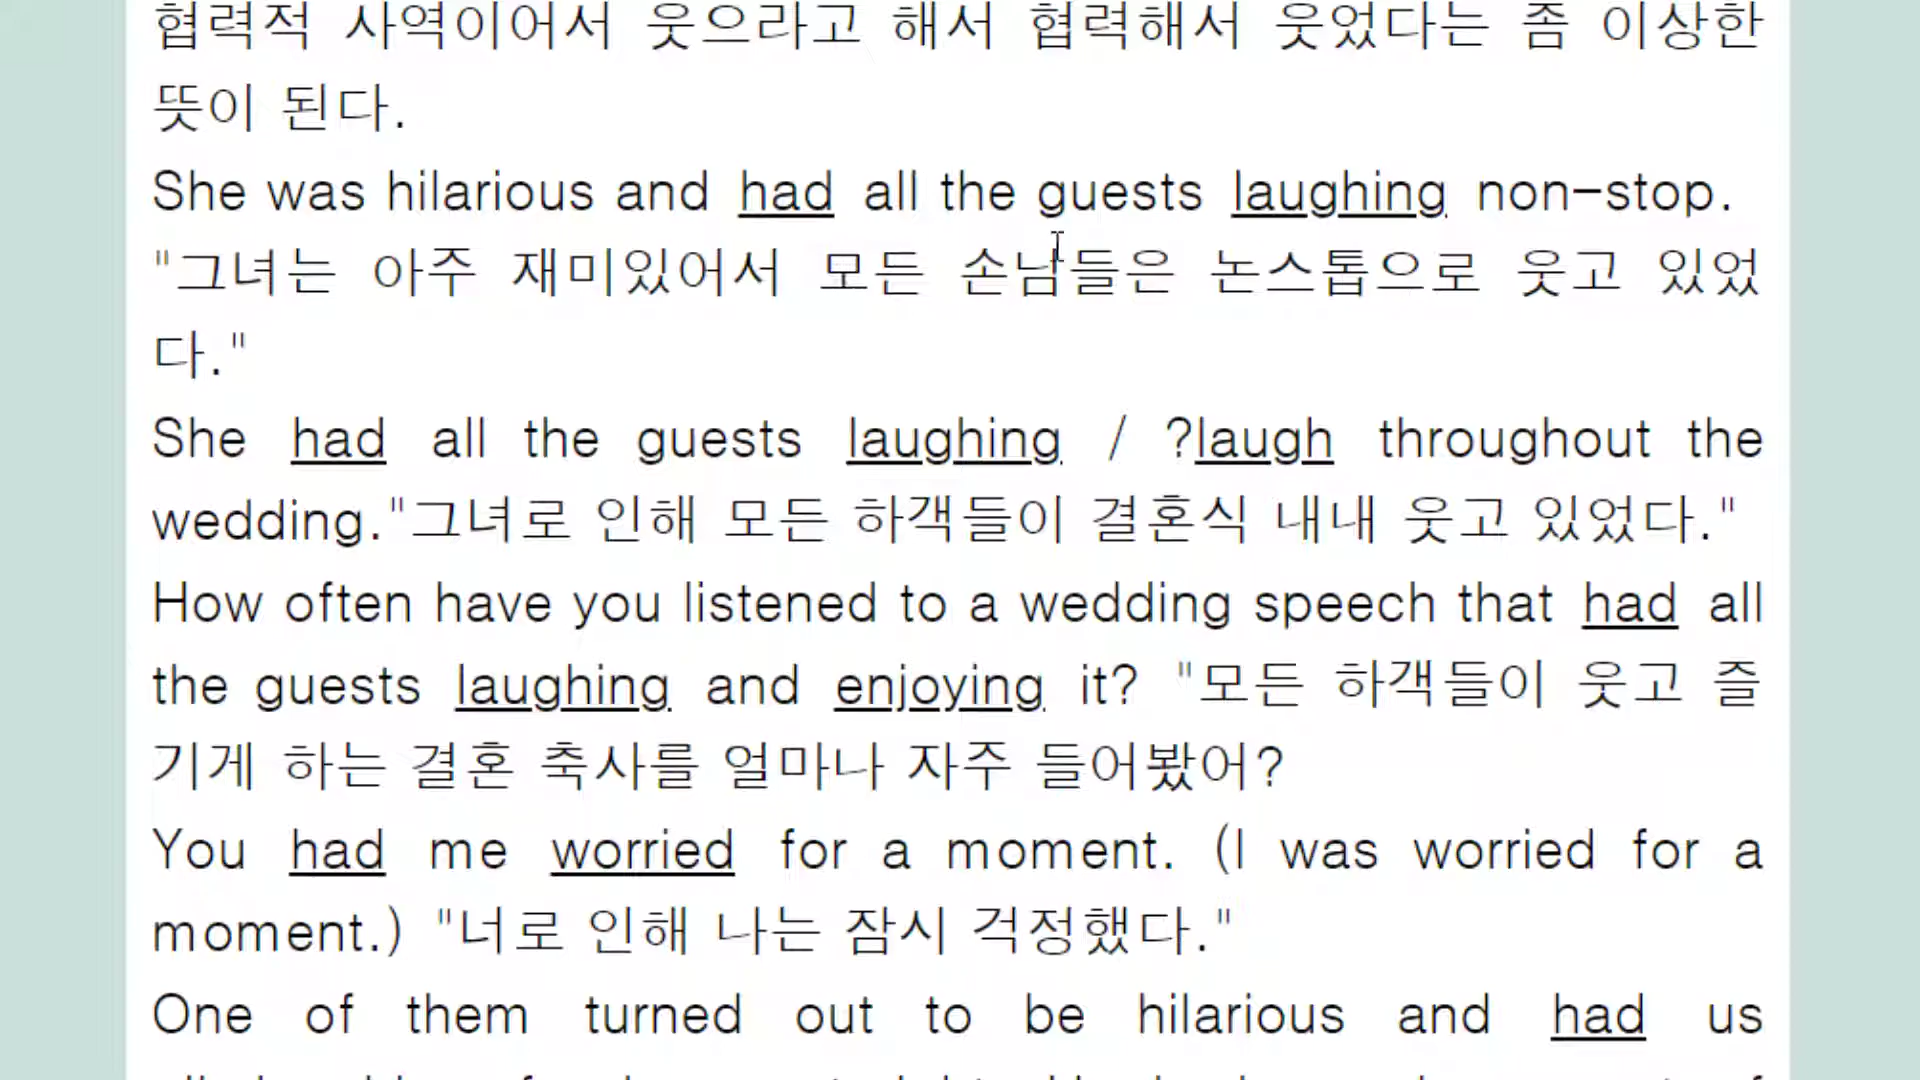 협력적 사역이어서 웃으라고 해서 협력해서 웃었다는 좀 이상한
뜻이 된다.
She was hilarious and had all the guests laughing non-stop.
"그녀는 아주 재미있어서 모든 손님들은 논스톱으로 웃고 있었
다."
She had all the guests laughing / ?laugh throughout the
wedding."그녀로 인해 모든 하객들이 결혼식 내내 웃고 있었다."
How often have you listened to a wedding speech that had all
the guests laughing and enjoying it? "모든 하객들이 웃고 즐
기게 하는 결혼 축사를 얼마나 자주 들어봤어?
You had me worried for a moment. (I was worried for a
moment.) "너로 인해 나는 잠시 걱정했다."
One of them turned out to be hilarious and had us